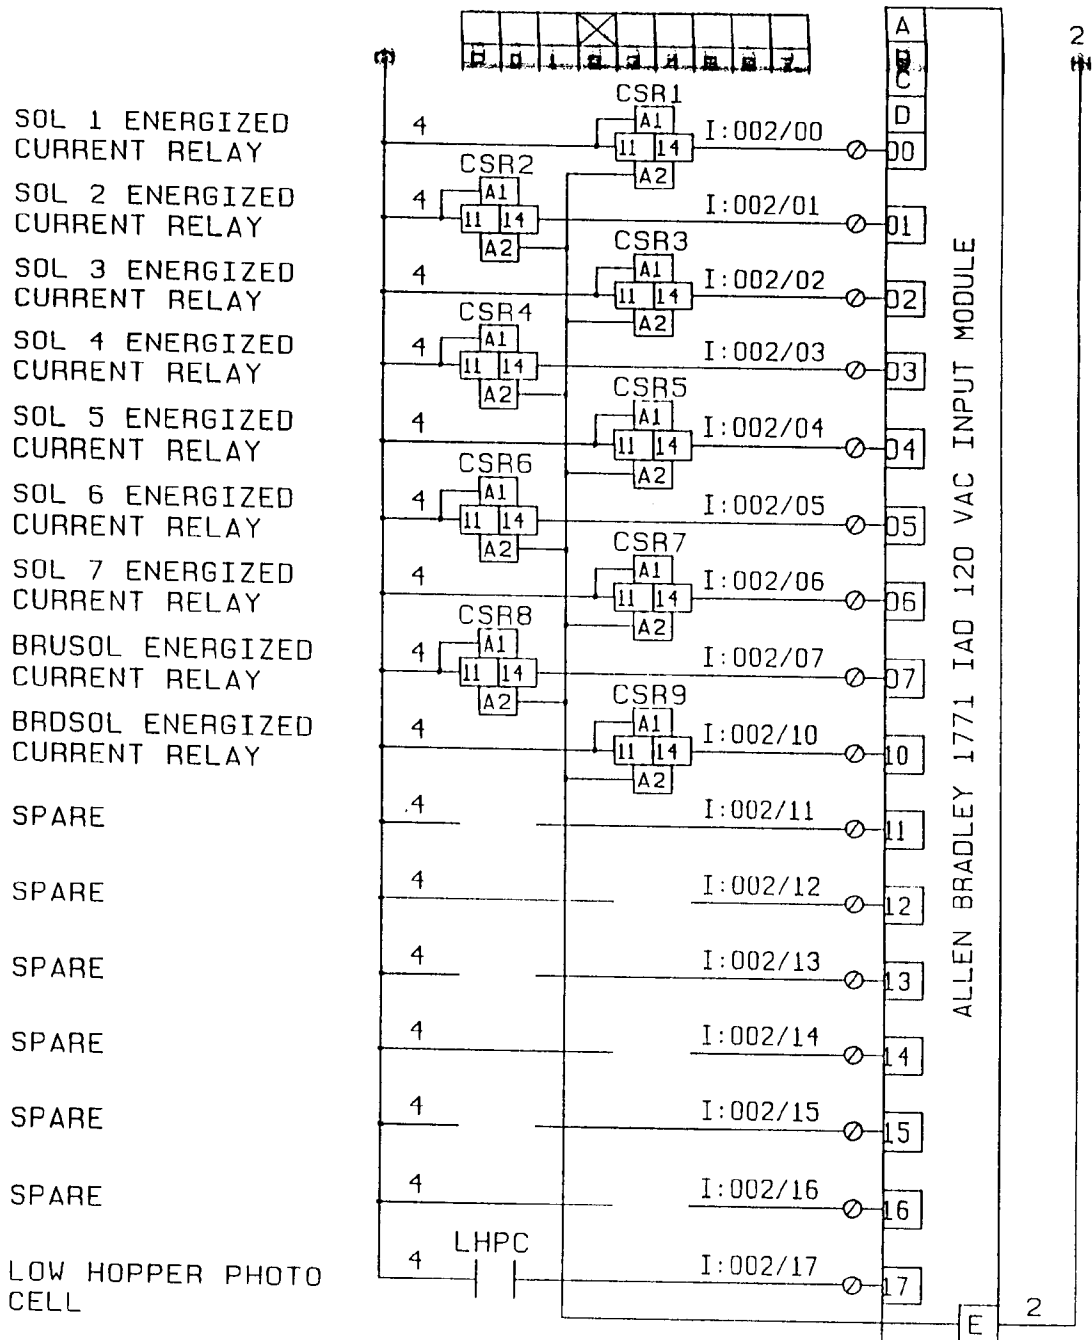 A
2
C
D
SOL 1 ENERGIZED
CURRENT RELAY
4
CSR1
A1
11 14
A2
I:002/00
00
SOL 2 ENERGIZED
CURRENT RELAY
4
CSR2
A1
11 14
A2
I:002/01
01
SOL 3 ENERGIZED
CURRENT RELAY
4
CSR3
A1
11 14
A2
I:002/02
02
SOL 4 ENERGIZED
CURRENT RELAY
4
CSR4
A1
11 14
A2
I:002/03
03
SOL 5 ENERGIZED
CURRENT RELAY
4
CSR5
A1
11 14
A2
I:002/04
04
SOL 6 ENERGIZED
CURRENT RELAY
4
CSR6
A1
11 14
A2
I:002/05
05
SOL 7 ENERGIZED
CURRENT RELAY
4
CSR7
A1
11 14
A2
I:002/06
06
BRUSOL ENERGIZED
CURRENT RELAY
4
CSR8
A1
11 14
A2
I:002/07
07
BRDSOL ENERGIZED
CURRENT RELAY
4
CSR9
A1
11 14
A2
I:002/10
10
SPARE
4
I:002/11
11
SPARE
4
I:002/12
12
SPARE
4
I:002/13
13
SPARE
4
I:002/14
14
SPARE
4
I:002/15
15
SPARE
4
I:002/16
16
LOW HOPPER PHOTO
CELL
4
LHPC
I:002/17
17
E
2
ALLEN BRADLEY 1771 IAD 120 VAC INPUT MODULE